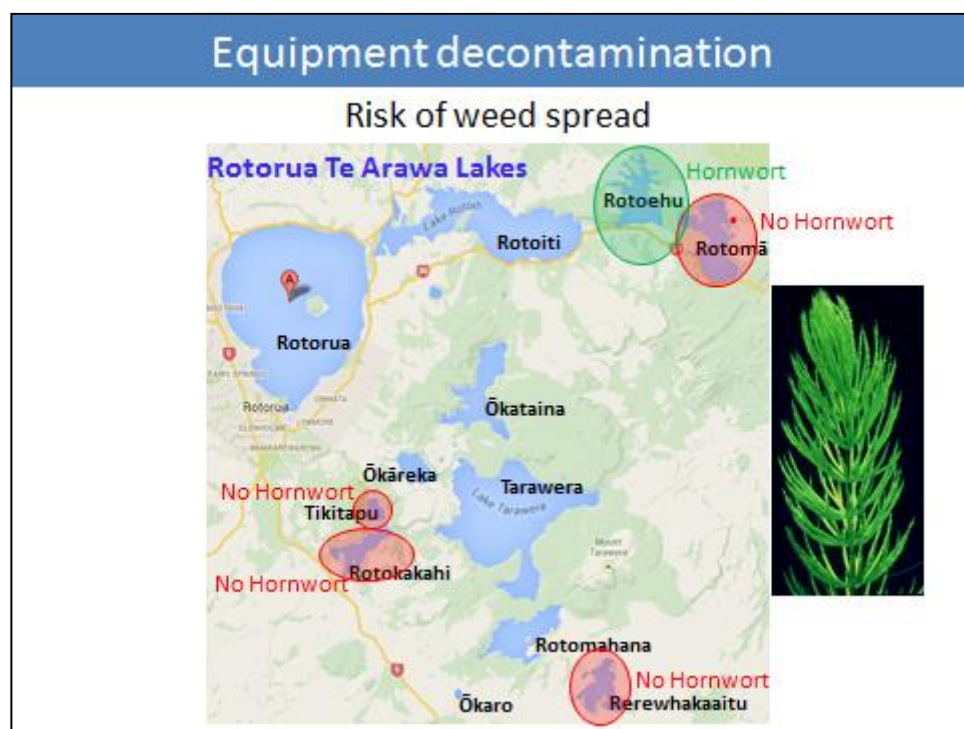 Equipment decontamination
Risk of weed spread
Rotorua Te Arawa Lakes
Hornwort
Rotoehu
No Hornwort
Rotomā
Lake Rotoiti
Rotoiti
A
Rotorua
Rotorua
Ōkataina
Ōkāreka
Tarawera
Lake Tarawera
No Hornwort
Tikitapu
Rotokakahi
No Hornwort
Mount
Tarawera
Rotomahana
No Hornwort
Rerewhakaaitu
Ōkaro